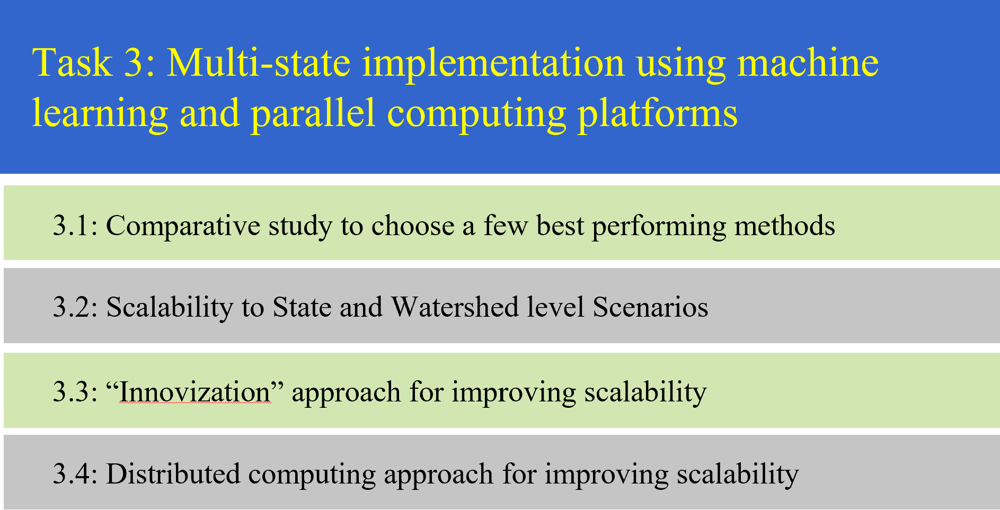 Task 3: Multi-state implementation using machine
learning and parallel computing platforms
3.1: Comparative study to choose a few best performing methods
3.2: Scalability to State and Watershed level Scenarios
3.3: “Innovization” approach for improving scalability
3.4: Distributed computing approach for improving scalability